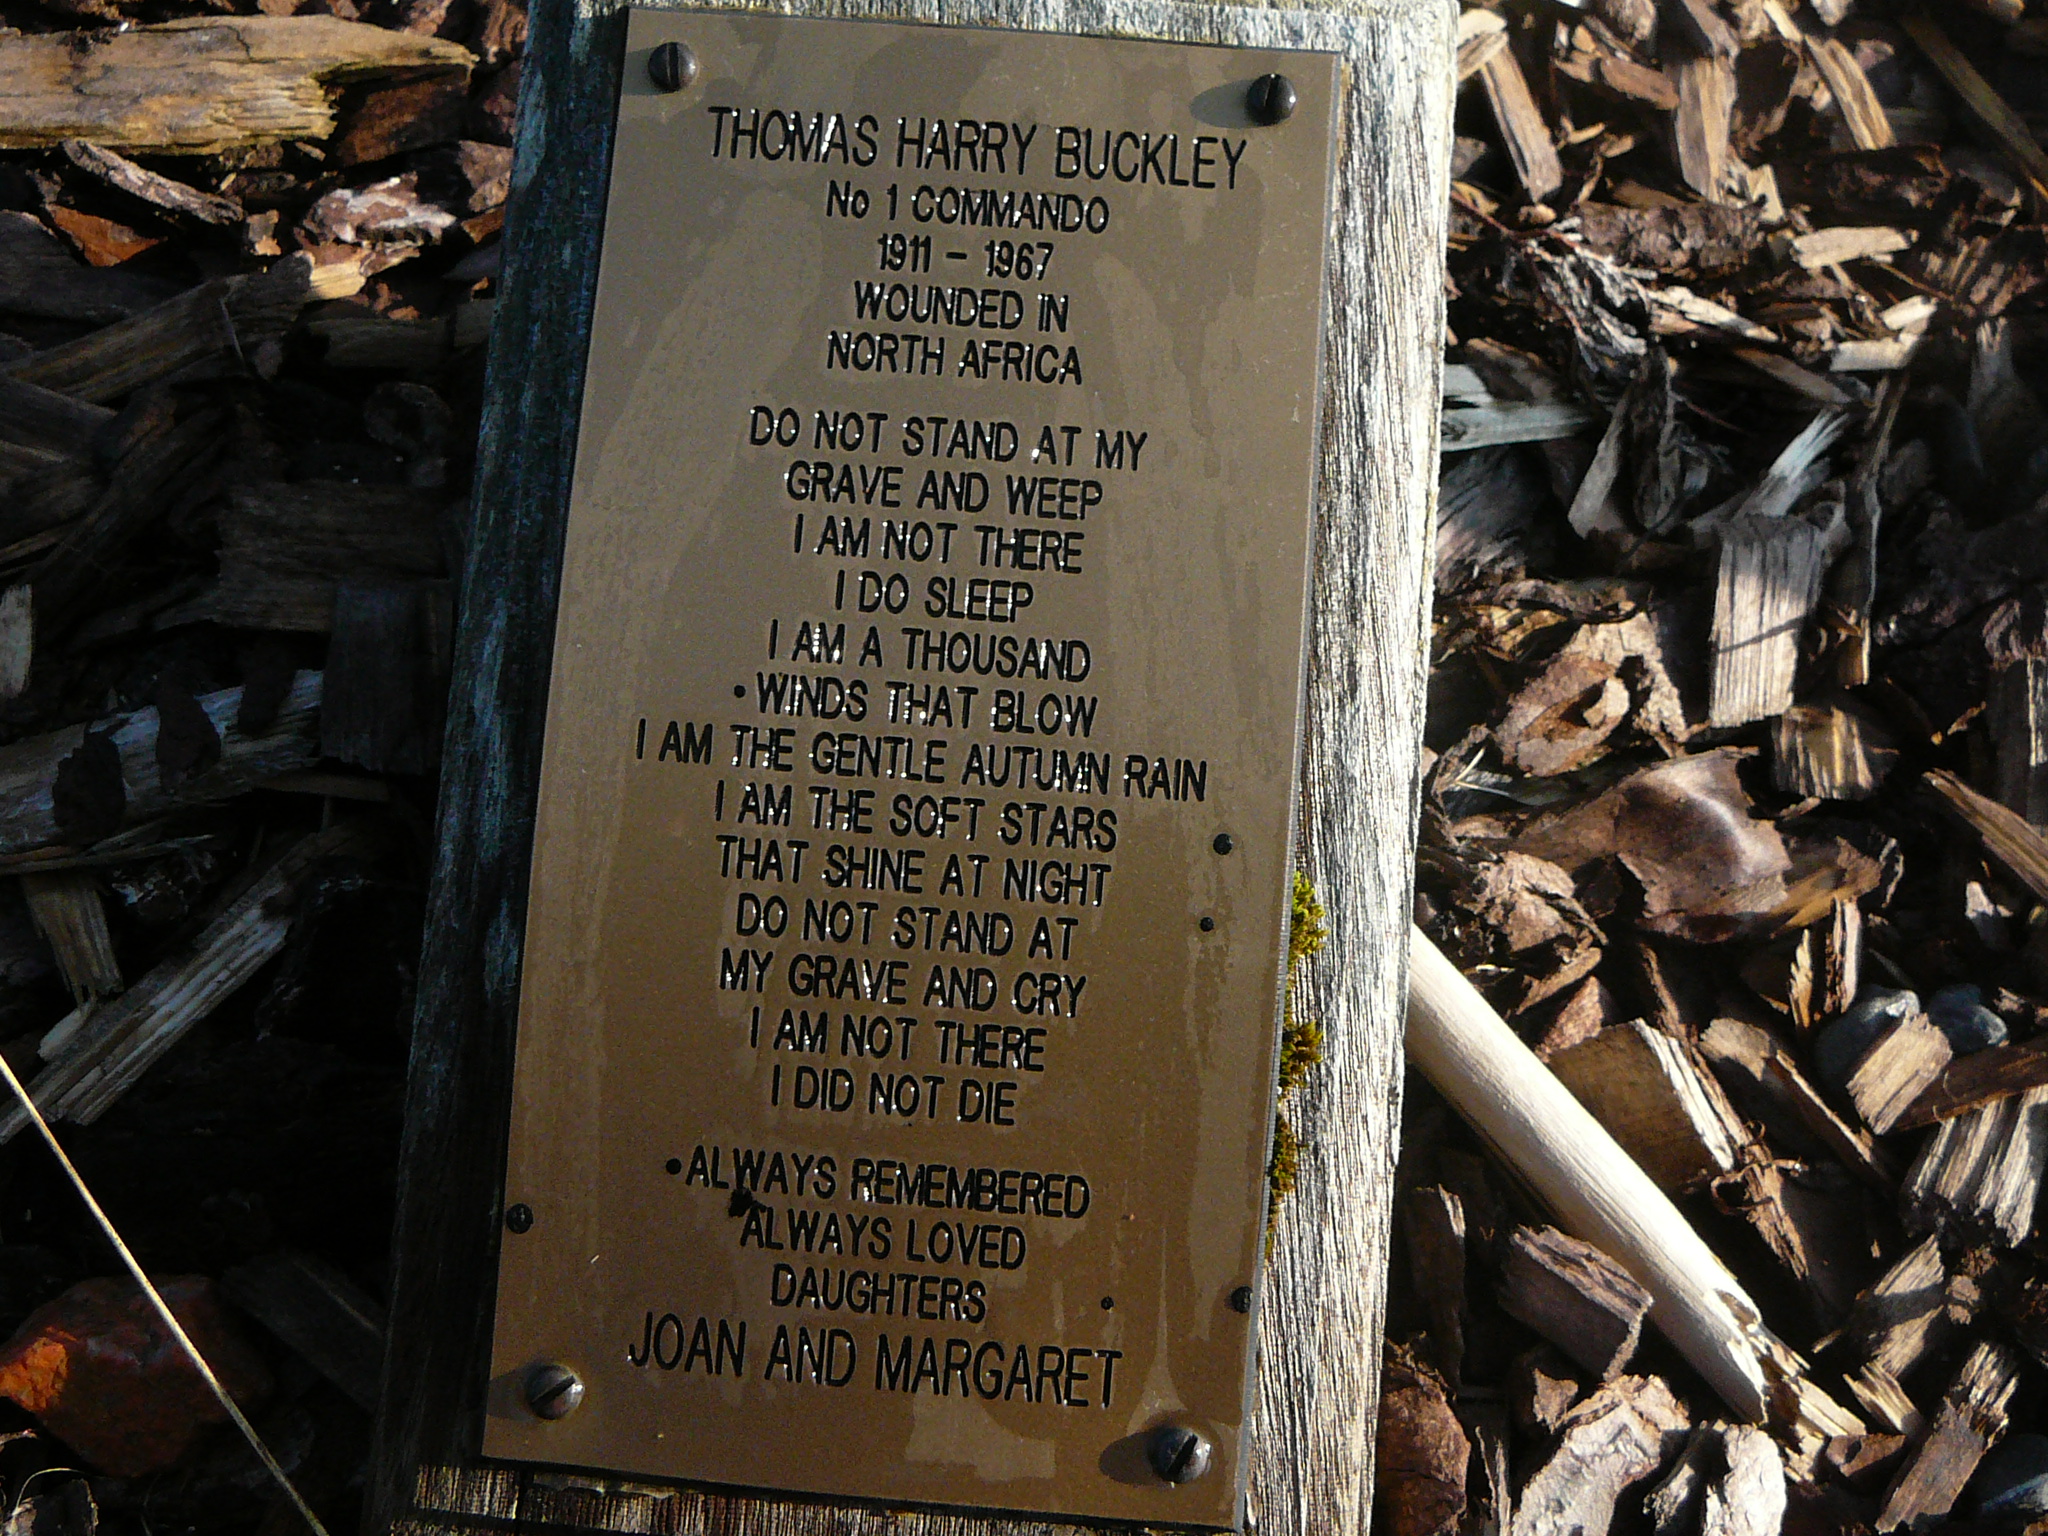 THOMAS HARRY BUCKLEY
No 1 COMMANDO
1911 - 1967
WOUNDED IN
NORTH AFRICA
DO NOT STAND AT MY
GRAVE AND WEEP
I AM NOT THERE
I DO SLEEP
I AM A THOUSAND
WINDS THAT BLOW
I AM THE GENTLE AUTUMN RAIN
I AM THE SOFT STARS
THAT SHINE AT NIGHT
DO NOT STAND AT
MY GRAVE AND CRY
I AM NOT THERE
I DID NOT DIE
ALWAYS REMEMBERED
ALWAYS LOVED
DAUGHTERS
JOAN AND MARGARET